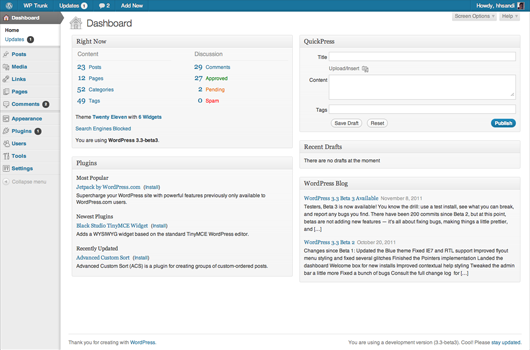 WP Trunk Updates 1 2 Add New Howdy, hhsandi
Dashboard
Home
Updates 1
Posts
Media
Links
Pages
Comments 2
Appearance
Plugins 1
Users
Tools
Settings
Collapse menu
Screen Options Help
Dashboard
Right Now
Content Discussion
23 Posts 29 Comments
12 Pages 27 Approved
52 Categories 2 Pending
49 Tags 0 Spam
Theme Twenty Eleven with 6 Widgets
Search Engines Blocked
You are using WordPress 3.3-beta3.
Plugins
Most Popular
Jetpack by WordPress.com (Install)
Supercharge your WordPress site with powerful features previously only available to
WordPress.com users.
Newest Plugins
Black Studio TinyMCE Widget (Install)
Adds a WYSIWYG widget based on the standard TinyMCE WordPress editor.
Recently Updated
Advanced Custom Sort (Install)
Advanced Custom Sort (ACS) is a plugin for creating groups of custom-ordered posts.
QuickPress
Title
Upload/Insert
Content
Tags
Save Draft Reset Publish
Recent Drafts
There are no drafts at the moment
WordPress Blog
WordPress 3.3 Beta 3 Available November 8, 2011
Testers, Beta 3 is now available! You know the drill: use a test install, see what you can break,
and report any bugs you find. There have been 200 commits since Beta 2, but at this point,
betas are not adding new features — it's all about fixing bugs, making things a little prettier,
and […]
WordPress 3.3 Beta 2 October 20, 2011
Changes since Beta 1: Updated the Blue theme Fixed IE7 and RTL support Improved flyout
menu styling and fixed several glitches Finished the Pointers implementation Landed the
dashboard Welcome box for new installs Improved contextual help styling Tweaked the admin
bar a little more Fixed a bunch of bugs Consult the full change log for […]
Thank you for creating with WordPress.
You are using a development version (3.3-beta3). Cool! Please stay updated.